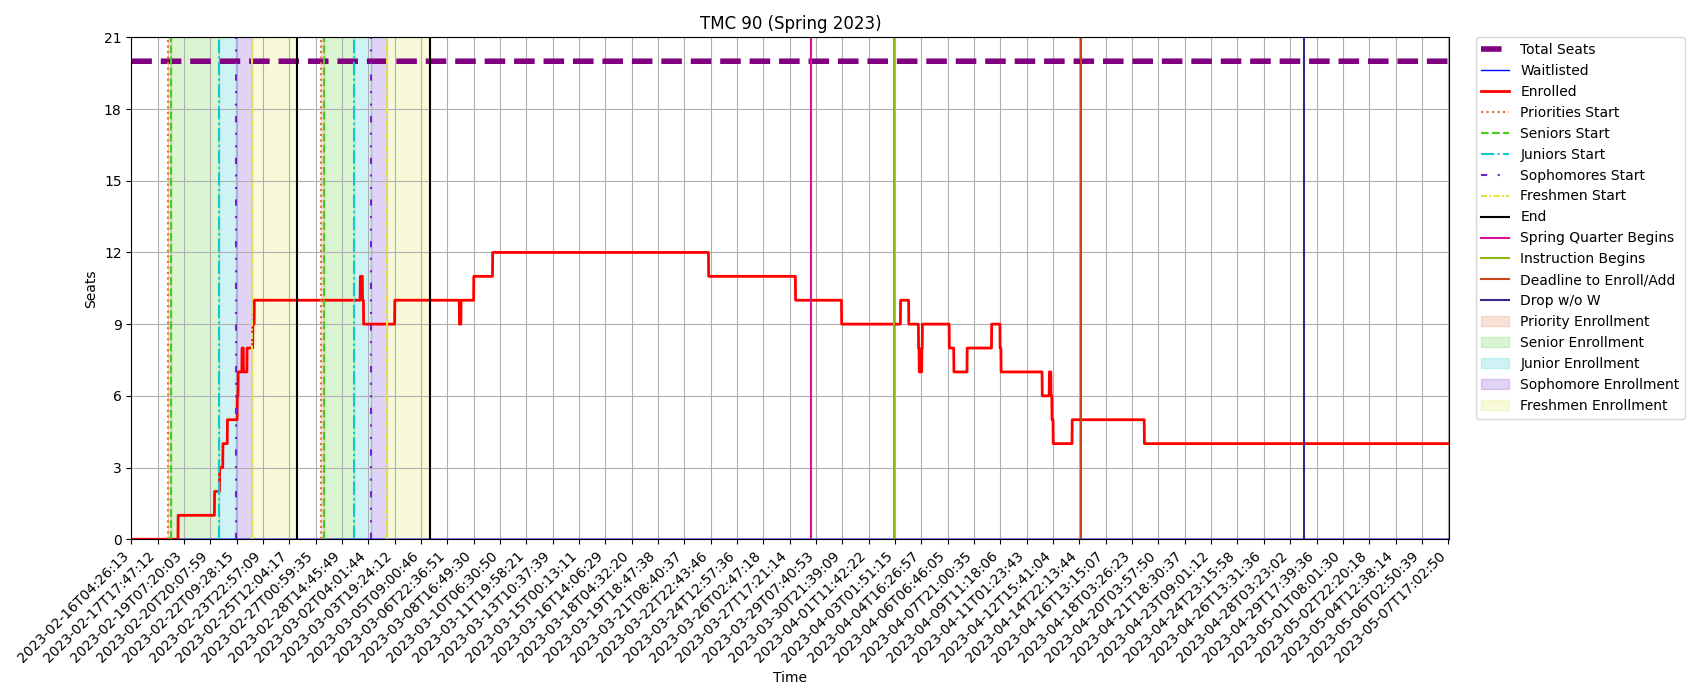 TMC 90 (Spring 2023)
21
18
15
12
9
6
3
0
Seats
2023-02-16T04:26:13
2023-02-17T17:47:12
2023-02-19T07:20:03
2023-02-20T20:07:59
2023-02-22T09:28:15
2023-02-23T22:57:09
2023-02-25T12:04:17
2023-02-27T00:59:35
2023-02-28T14:45:49
2023-03-02T04:01:44
2023-03-03T19:24:12
2023-03-05T09:00:46
2023-03-06T22:36:51
2023-03-08T16:49:30
2023-03-10T06:30:50
2023-03-11T19:58:21
2023-03-13T10:37:39
2023-03-15T00:13:11
2023-03-16T14:06:29
2023-03-18T04:32:20
2023-03-19T18:47:38
2023-03-21T08:40:37
2023-03-22T22:43:46
2023-03-24T12:57:36
2023-03-26T02:47:18
2023-03-27T17:21:14
2023-03-29T07:40:53
2023-03-30T21:39:09
2023-04-01T11:42:22
2023-04-03T01:51:15
2023-04-04T16:26:57
2023-04-06T06:46:05
2023-04-07T21:00:35
2023-04-09T11:18:06
2023-04-11T01:23:43
2023-04-12T15:41:04
2023-04-14T22:13:44
2023-04-16T13:15:07
2023-04-18T03:26:23
2023-04-20T03:57:50
2023-04-21T18:30:37
2023-04-23T09:01:12
2023-04-24T23:15:58
2023-04-26T13:31:36
2023-04-28T03:23:02
2023-04-29T17:39:36
2023-05-01T08:01:30
2023-05-02T22:20:18
2023-05-04T12:38:14
2023-05-06T02:50:39
2023-05-07T17:02:50
Time
Total Seats
Waitlisted
Enrolled
Priorities Start
Seniors Start
Juniors Start
Sophomores Start
Freshmen Start
End
Spring Quarter Begins
Instruction Begins
Deadline to Enroll/Add
Drop w/o W
Priority Enrollment
Senior Enrollment
Junior Enrollment
Sophomore Enrollment
Freshmen Enrollment